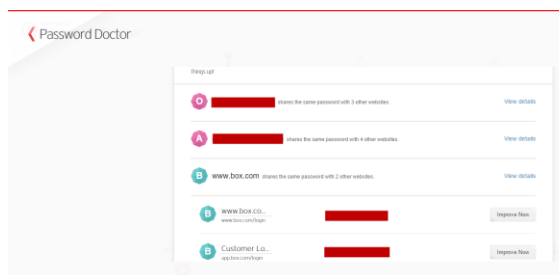 Password Doctor
things up!
O
shares the same password with 3 other websites.
View details
A
shares the same password with 4 other websites.
View details
B
www.box.com shares the same password with 2 other websites.
View details
B
www.box.co...
www.box.com/login
Improve Now
B
Customer Lo...
app.box.com/login
Improve Now